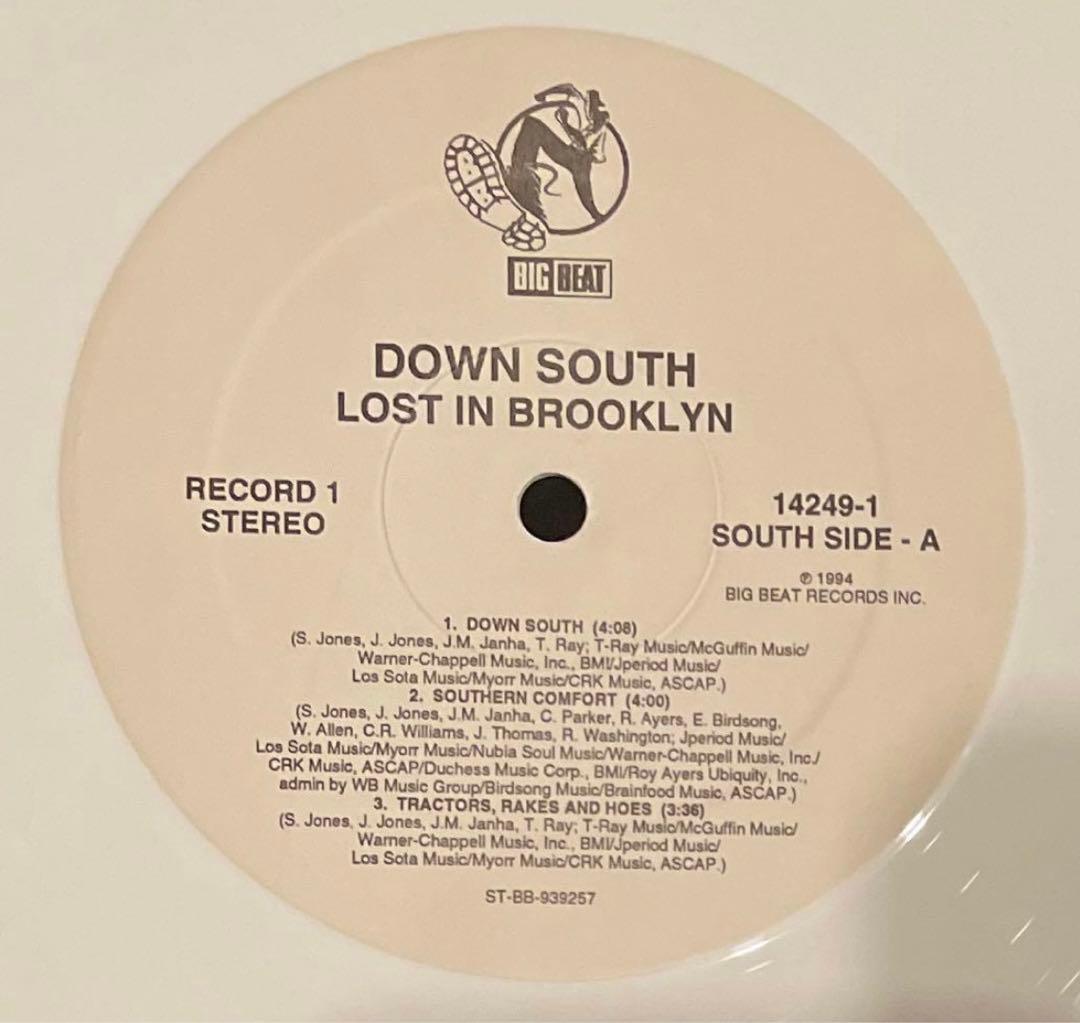 BIG BEAT
DOWN SOUTH
LOST IN BROOKLYN
RECORD 1
STEREO
14249-1
SOUTH SIDE - A
℗ 1994
BIG BEAT RECORDS INC.
1. DOWN SOUTH (4:08)
(S. Jones, J. Jones, J.M. Janha, T. Ray; T-Ray Music/McGuffin Music/
Warner-Chappell Music, Inc., BMI/Jperiod Music/
Los Sota Music/Myorr Music/CRK Music, ASCAP.)
2. SOUTHERN COMFORT (4:00)
(S. Jones, J. Jones, J.M. Janha, C. Parker, R. Ayers, E. Birdsong,
W. Allen, C.R. Williams, J. Thomas, R. Washington; Jperiod Music/
Los Sota Music/Myorr Music/Nubia Soul Music/Warner-Chappell Music, Inc./
CRK Music, ASCAP/Duchess Music Corp., BMI/Roy Ayers Ubiquity, Inc.,
admin by WB Music Group/Birdsong Music/Brainfood Music, ASCAP.)
3. TRACTORS, RAKES AND HOES (3:36)
(S. Jones, J. Jones, J.M. Janha, T. Ray; T-Ray Music/McGuffin Music/
Warner-Chappell Music, Inc., BMI/Jperiod Music/
Los Sota Music/Myorr Music/CRK Music, ASCAP.)
ST-BB-939257